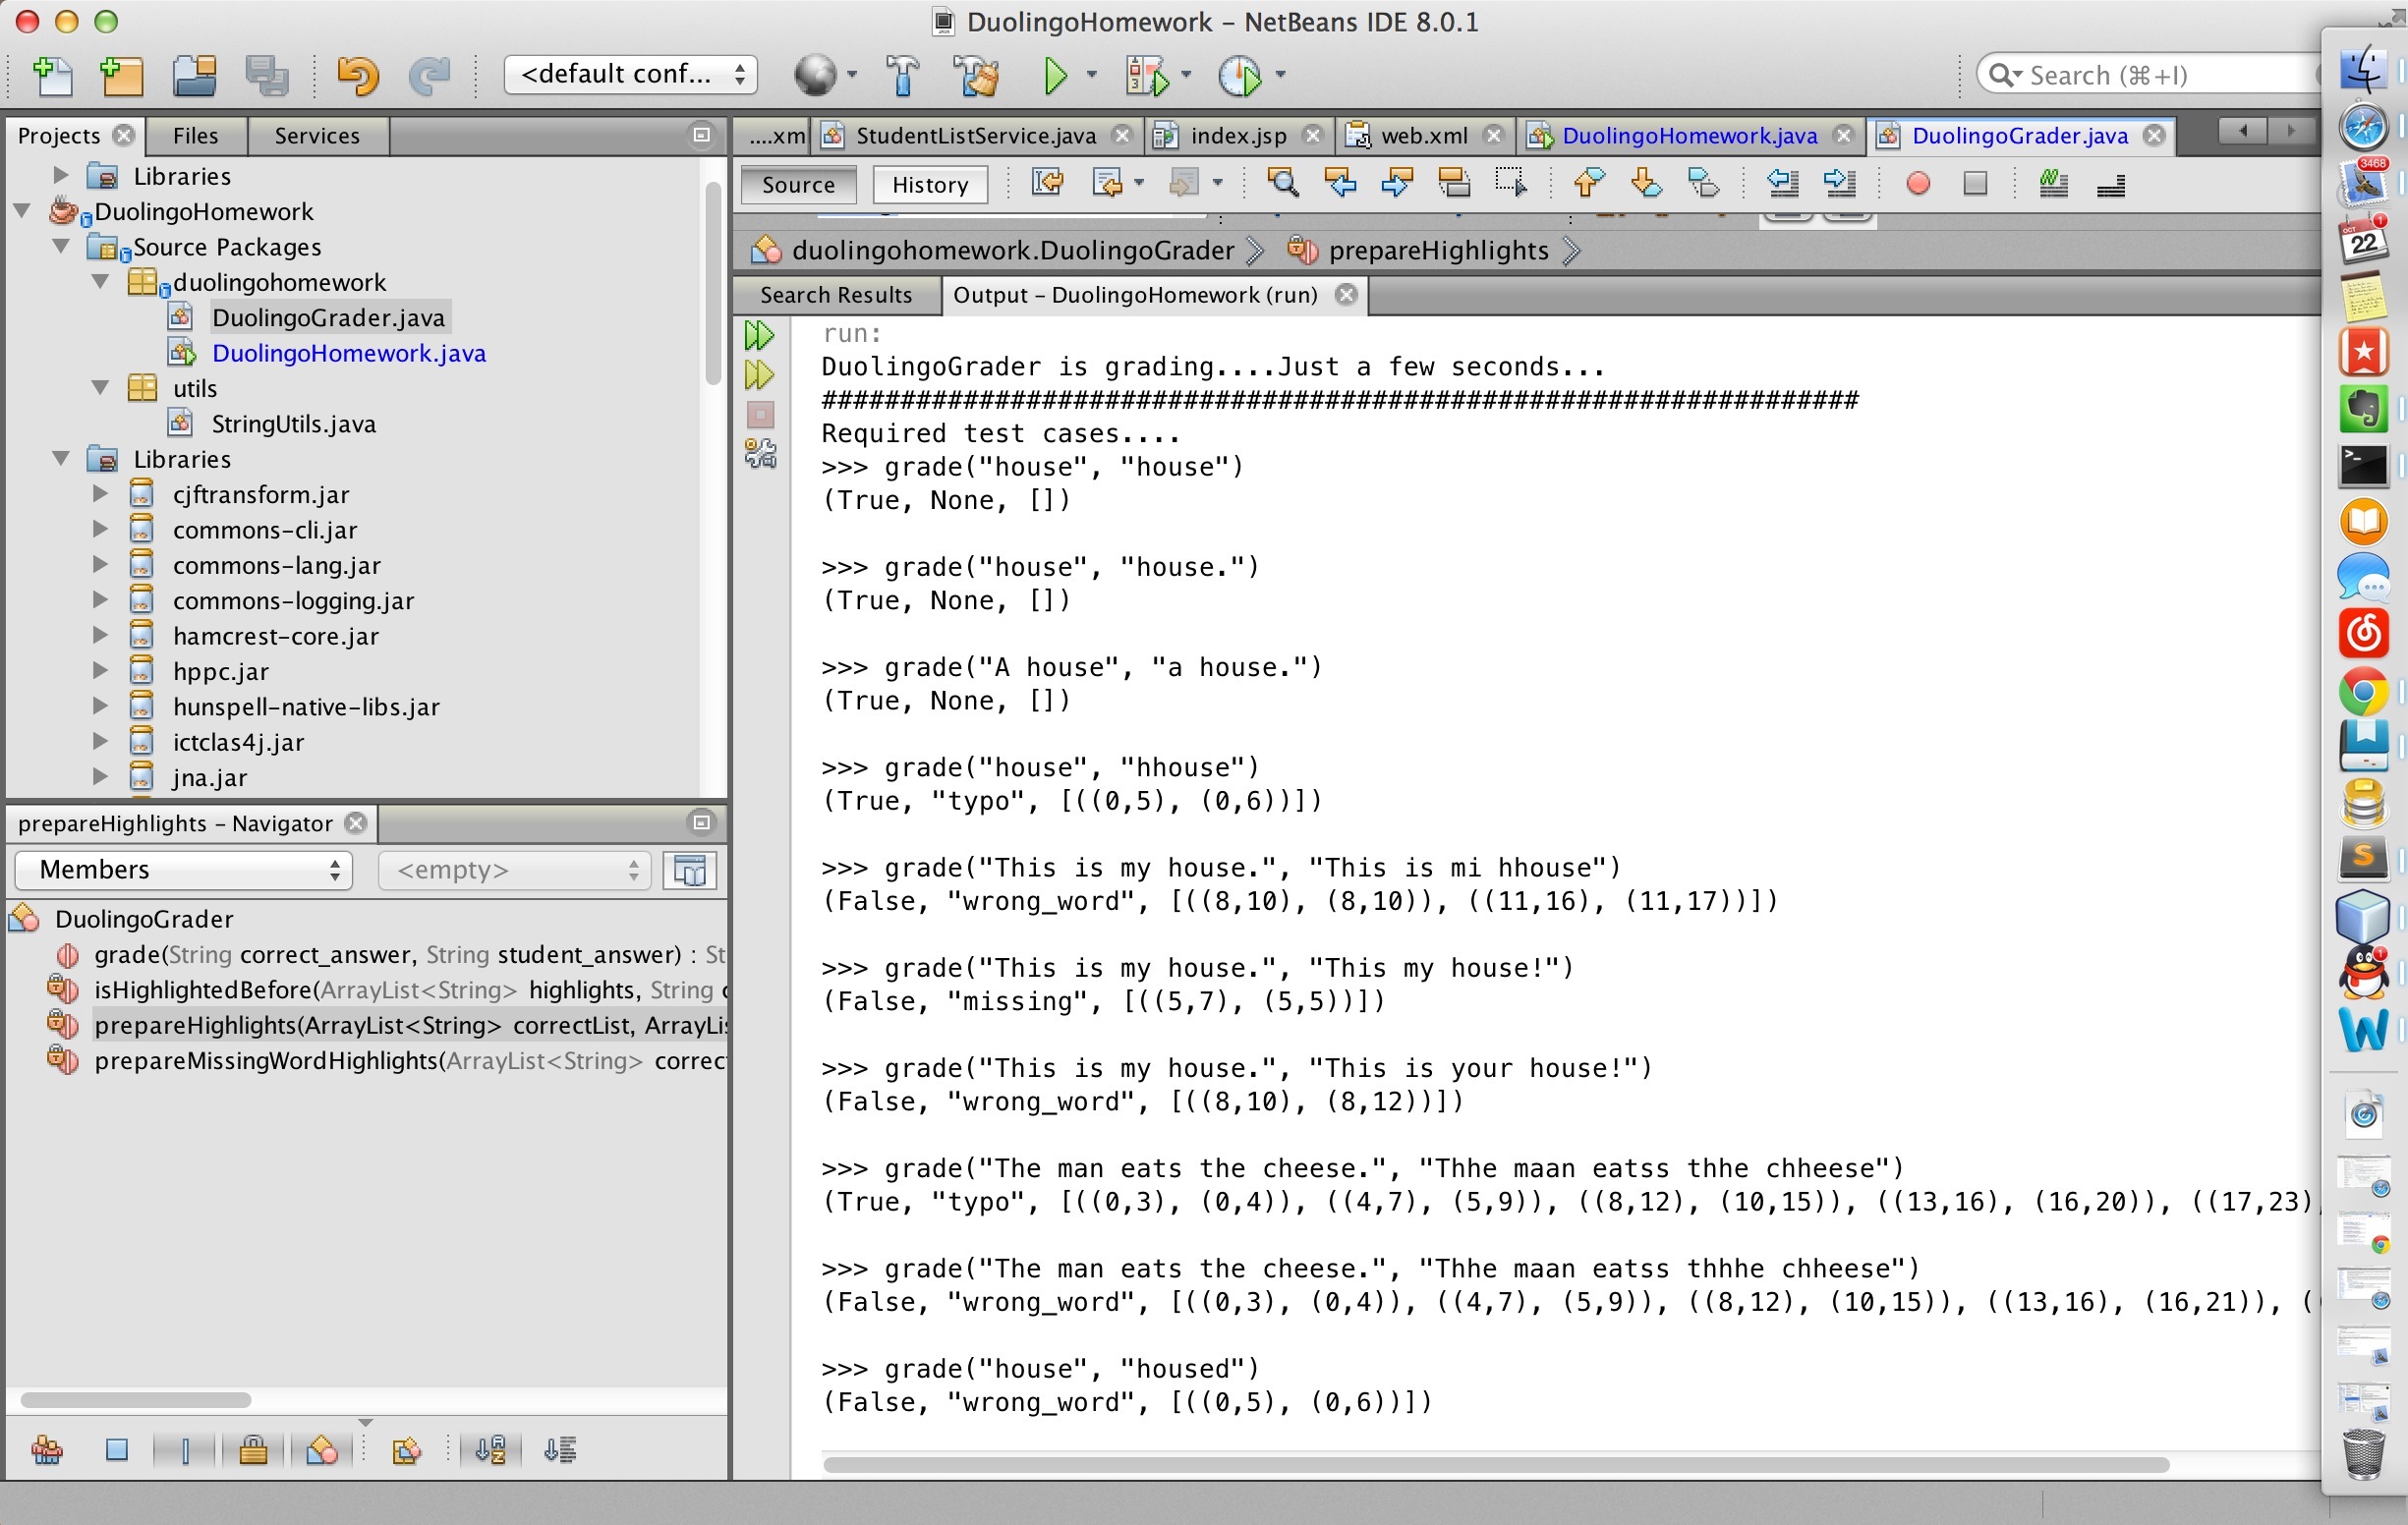 DuolingoHomework – NetBeans IDE 8.0.1
<default conf...
Search (⌘+I)
Projects
Files
Services
Libraries
DuolingoHomework
Source Packages
duolingohomework
DuolingoGrader.java
DuolingoHomework.java
utils
StringUtils.java
Libraries
cjftransform.jar
commons-cli.jar
commons-lang.jar
commons-logging.jar
hamcrest-core.jar
hppc.jar
hunspell-native-libs.jar
ictclas4j.jar
jna.jar
prepareHighlights – Navigator
Members
<empty>
DuolingoGrader
grade(String correct_answer, String student_answer) : St
isHighlightedBefore(ArrayList<String> highlights, String c
prepareHighlights(ArrayList<String> correctList, ArrayLis
prepareMissingWordHighlights(ArrayList<String> correct
....xm
StudentListService.java
index.jsp
web.xml
DuolingoHomework.java
DuolingoGrader.java
Source
History
duolingohomework.DuolingoGrader
prepareHighlights
Search Results
Output – DuolingoHomework (run)
run:
DuolingoGrader is grading....Just a few seconds...
##################################################################
Required test cases....
>>> grade("house", "house")
(True, None, [])
>>> grade("house", "house.")
(True, None, [])
>>> grade("A house", "a house.")
(True, None, [])
>>> grade("house", "hhouse")
(True, "typo", [((0,5), (0,6))])
>>> grade("This is my house.", "This is mi hhouse")
(False, "wrong_word", [((8,10), (8,10)), ((11,16), (11,17))])
>>> grade("This is my house.", "This my house!")
(False, "missing", [((5,7), (5,5))])
>>> grade("This is my house.", "This is your house!")
(False, "wrong_word", [((8,10), (8,12))])
>>> grade("The man eats the cheese.", "Thhe maan eatss thhe chheese")
(True, "typo", [((0,3), (0,4)), ((4,7), (5,9)), ((8,12), (10,15)), ((13,16), (16,20)), ((17,23),
>>> grade("The man eats the cheese.", "Thhe maan eatss thhhe chheese")
(False, "wrong_word", [((0,3), (0,4)), ((4,7), (5,9)), ((8,12), (10,15)), ((13,16), (16,21)), (
>>> grade("house", "housed")
(False, "wrong_word", [((0,5), (0,6))])
3468
OCT
22
1
1